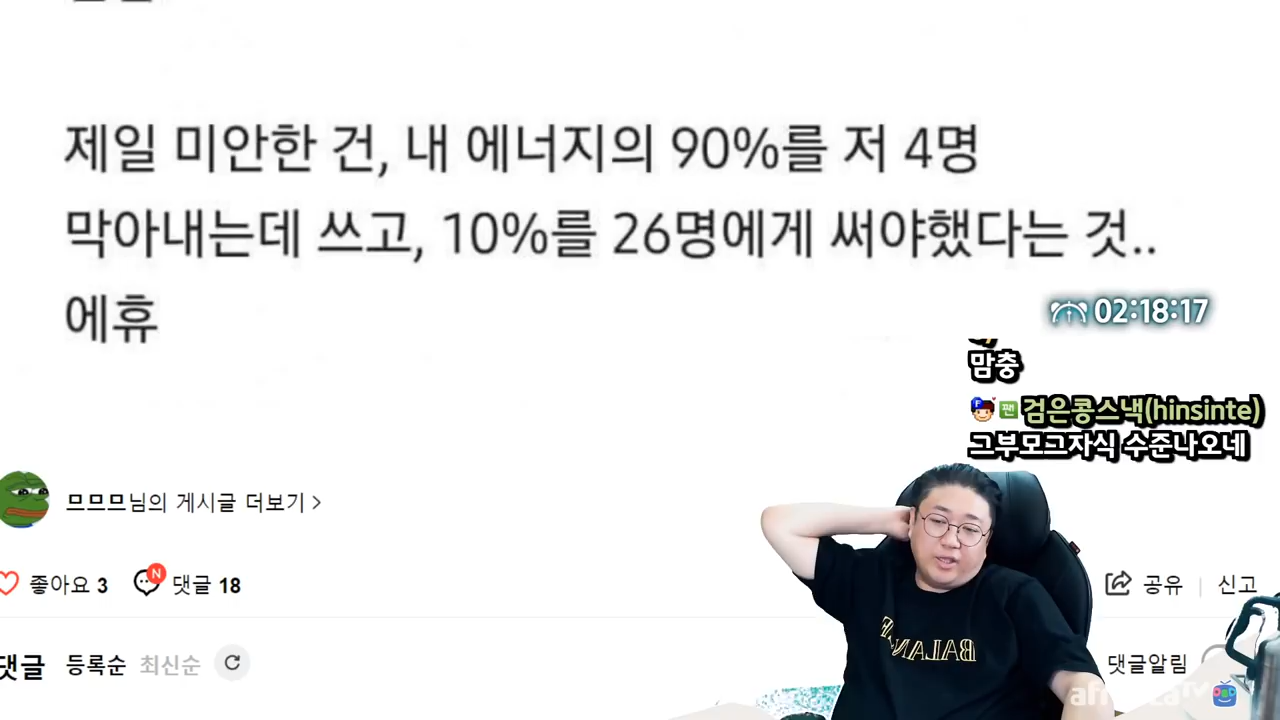 제일 미안한 건, 내 에너지의 90%를 저 4명
막아내는데 쓰고, 10%를 26명에게 써야했다는 것..
에휴
02:18:17
맘충
검은콩스낵(hinsinte)
그부모그자식 수준나오네
므므므님의 게시글 더보기 >
좋아요 3 댓글 18
공유 | 신고
댓글 등록순 최신순
댓글알림
BALAN